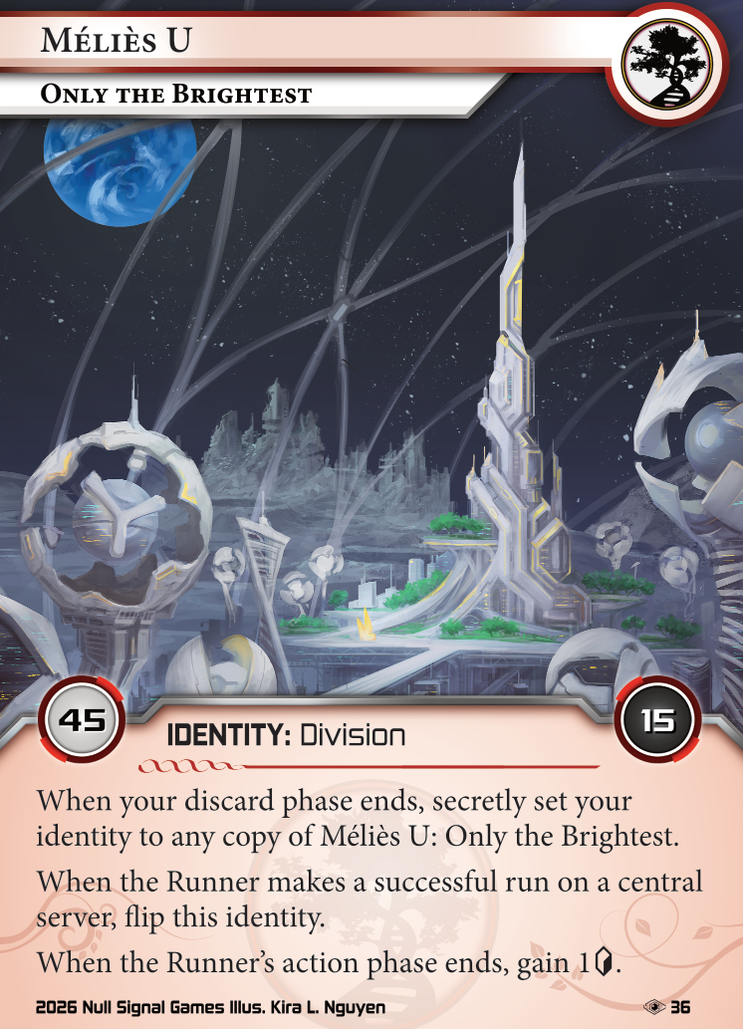 Méliès U
Only the Brightest
45
IDENTITY: Division
15
When your discard phase ends, secretly set your
identity to any copy of Méliès U: Only the Brightest.
When the Runner makes a successful run on a central
server, flip this identity.
When the Runner’s action phase ends, gain 1.
2026 Null Signal Games Illus. Kira L. Nguyen
36